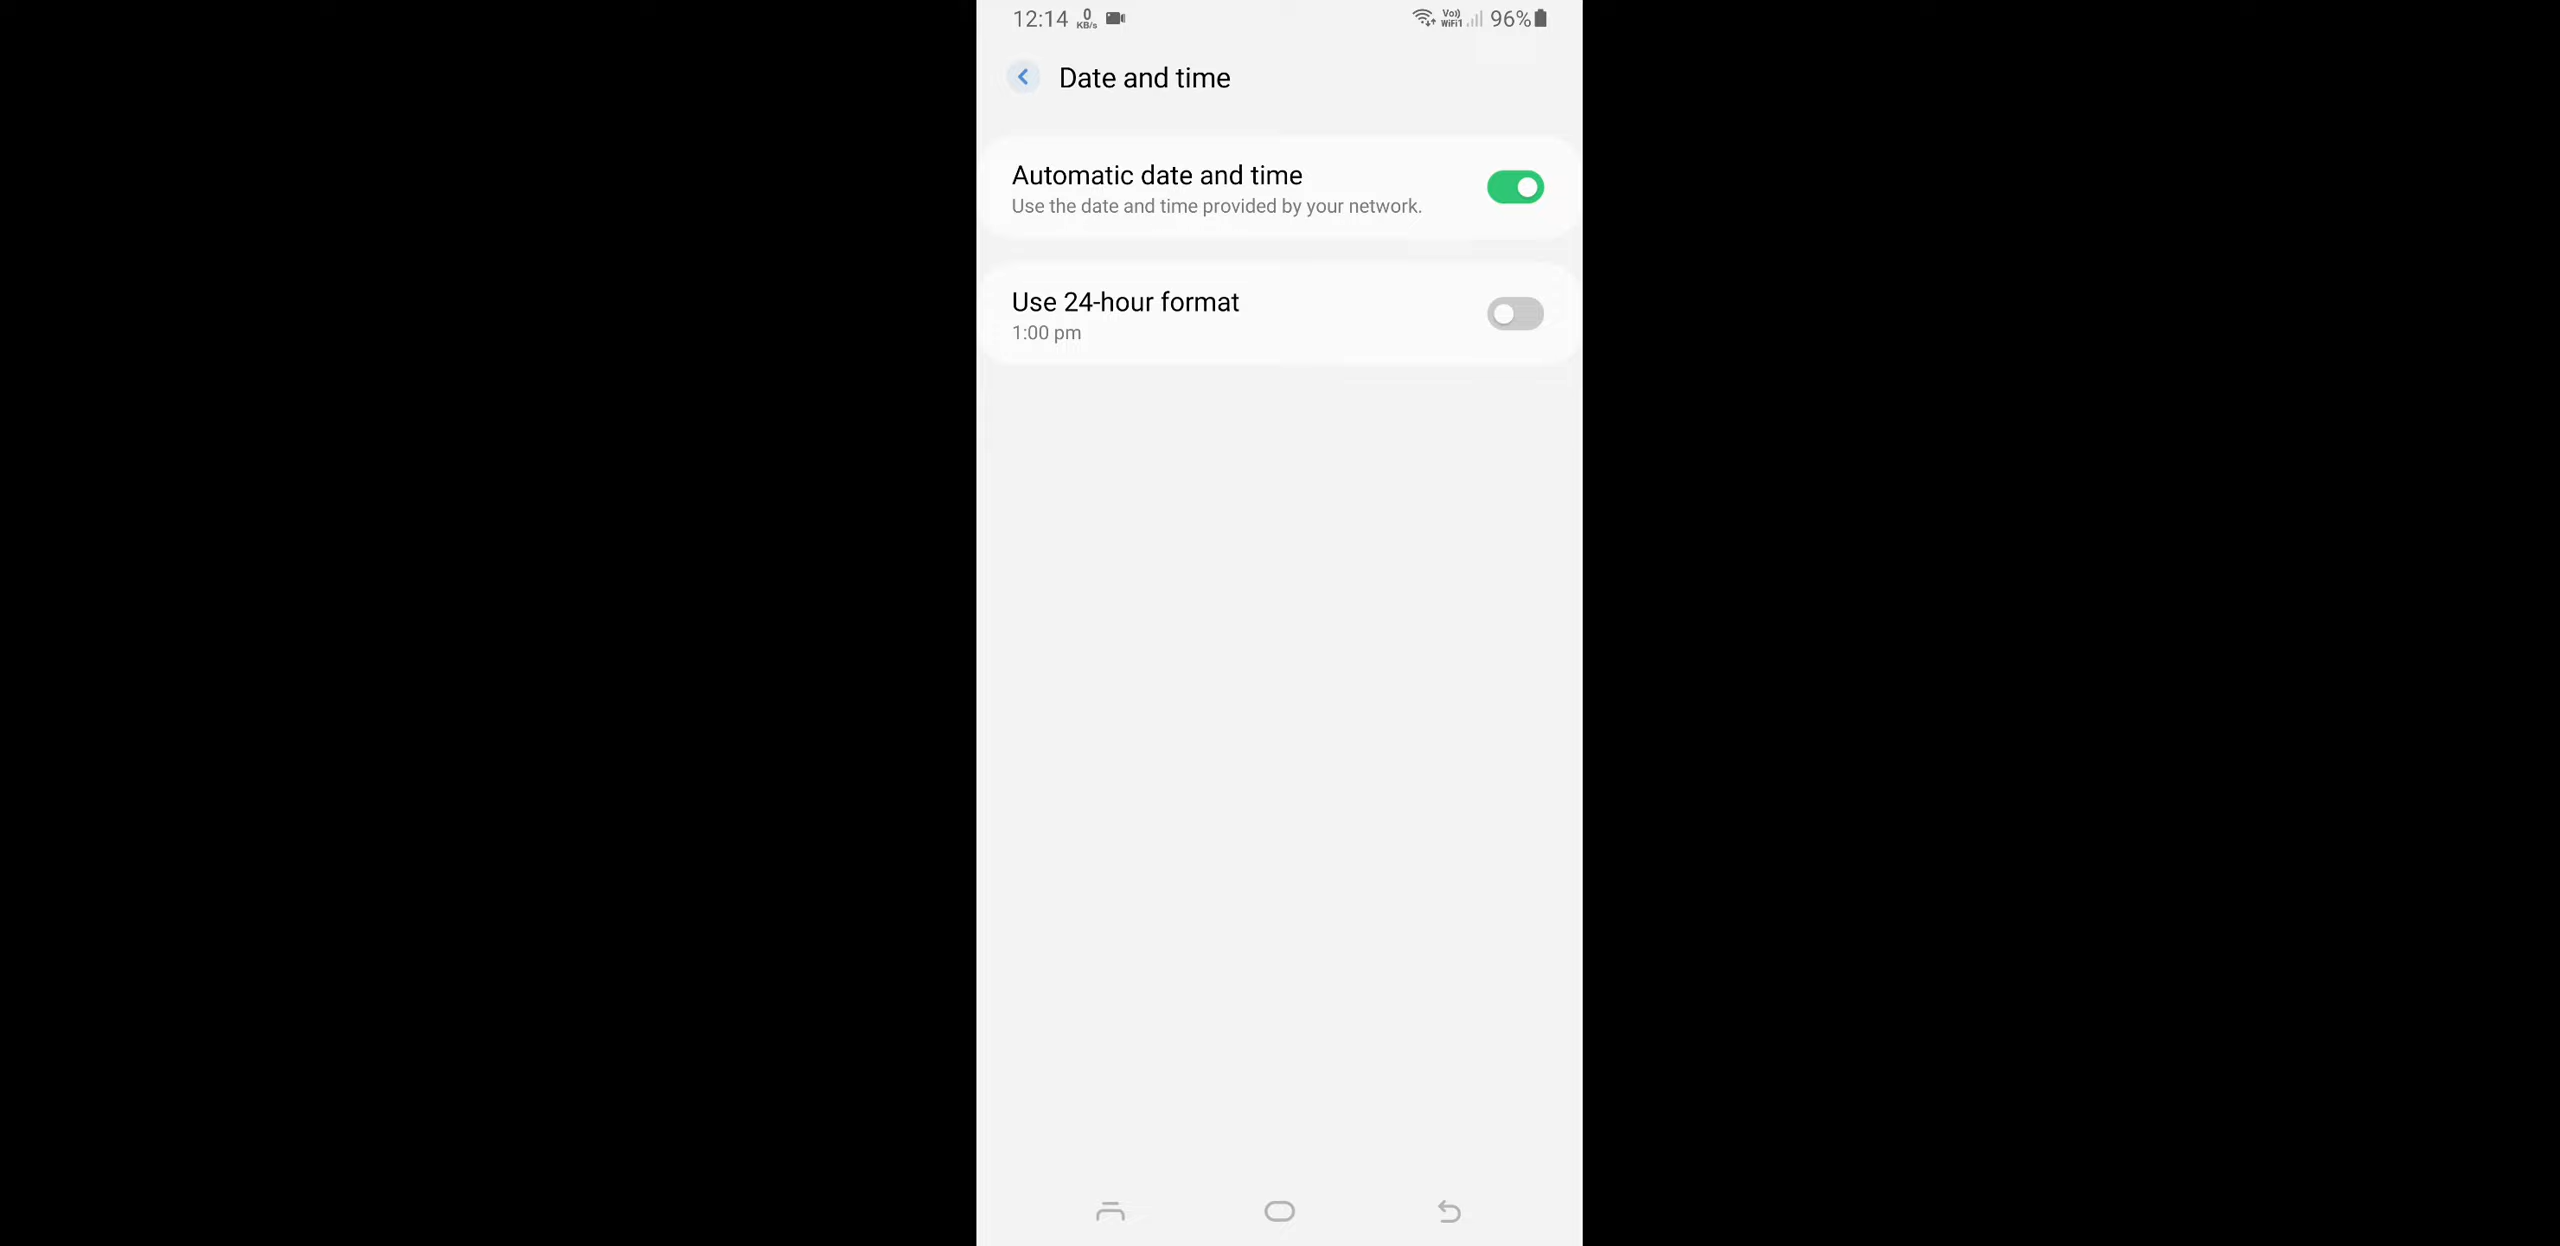 12:14 0 KB/s Vo)) WiFi1 96%
Date and time
Automatic date and time
Use the date and time provided by your network.
Use 24-hour format
1:00 pm